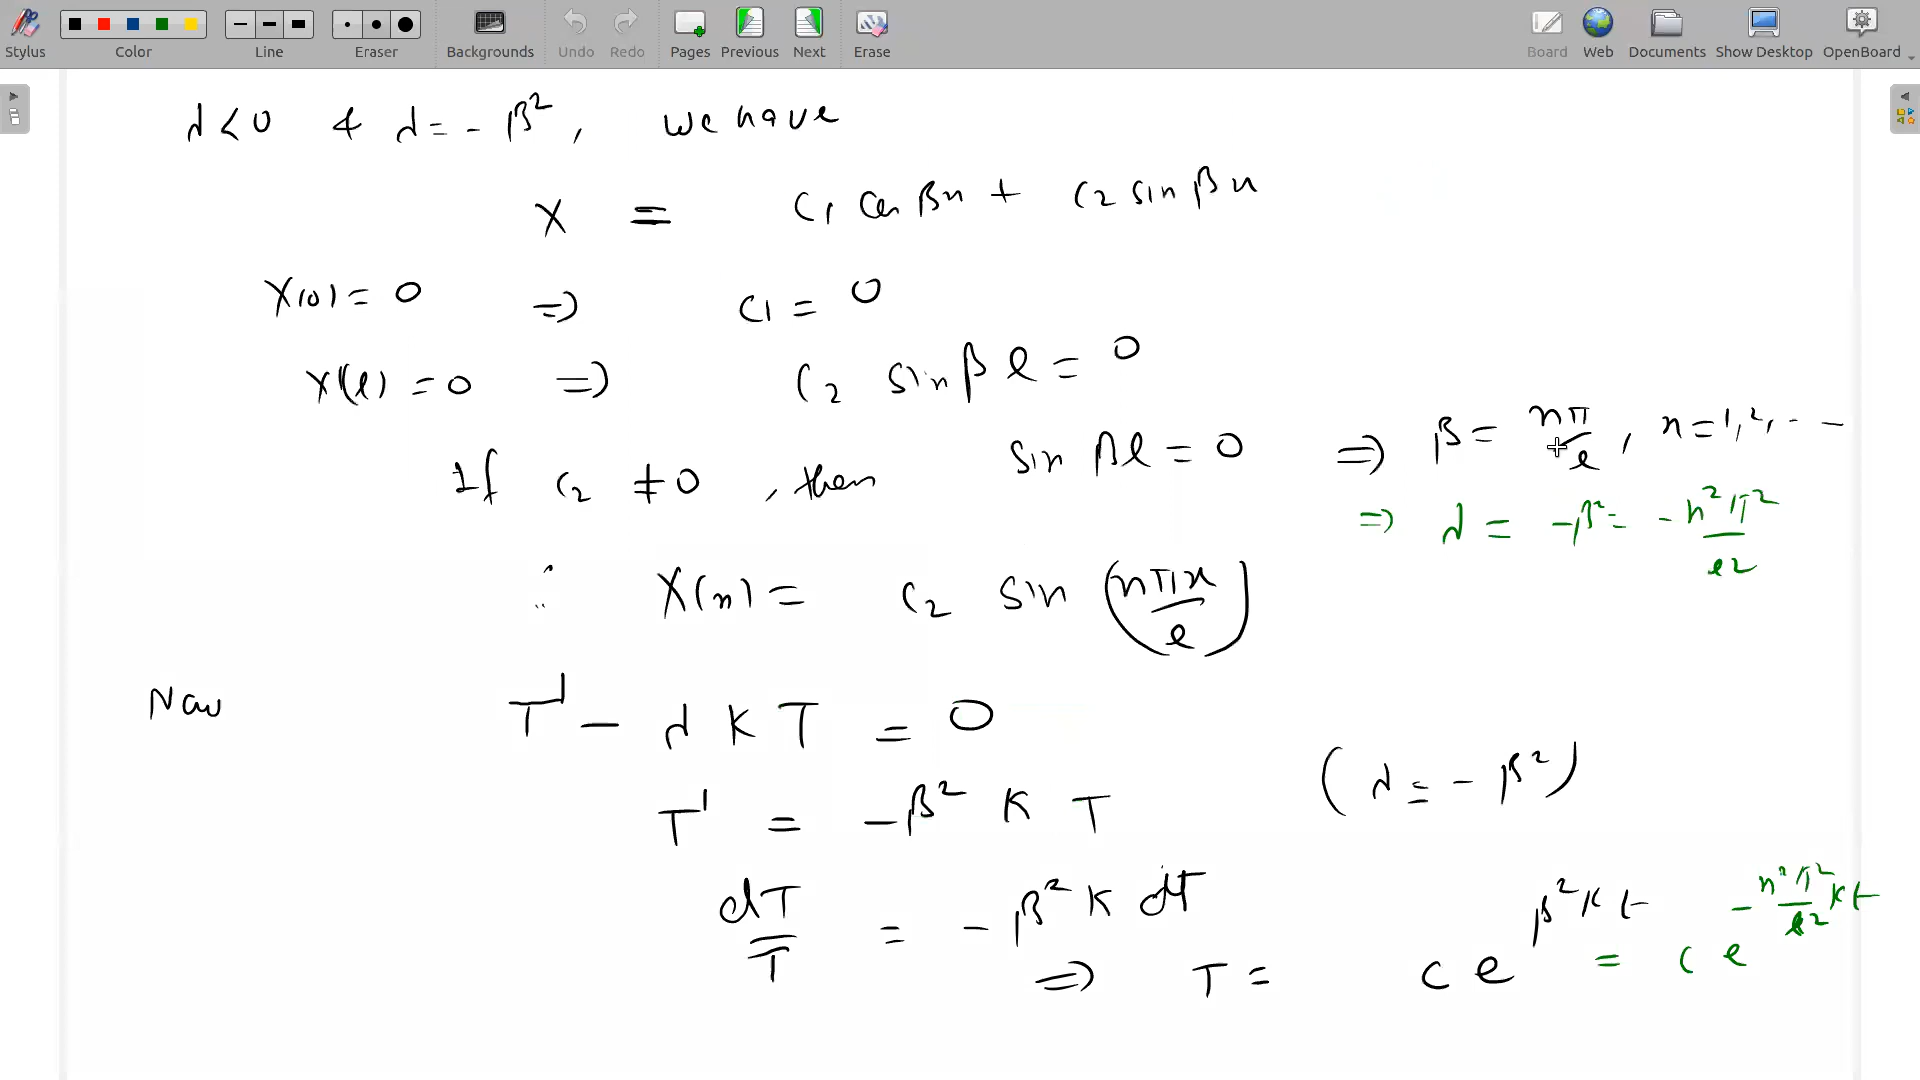 Stylus Color Line Eraser Backgrounds Undo Redo Pages Previous Next Erase Board Web Documents Show Desktop OpenBoard
λ < 0 & λ = - β², we have
X = c₁ cos βx + c₂ sin βx
X(0) = 0 ⇒ c₁ = 0
X(l) = 0 ⇒ c₂ sin β l = 0
If c₂ ≠ 0, then sin βl = 0 ⇒ β = nπ/l, n = 1, 2, - -
⇒ λ = -β² = - n²π²/l²
∴ X(x) = c₂ sin (nπx/l)
Now T' - λ K T = 0
T' = -β² K T (λ = - β²)
dT/T = - β² K dT
⇒ T = c e^(β²Kt) = c e^(-n²π²/l² Kt)